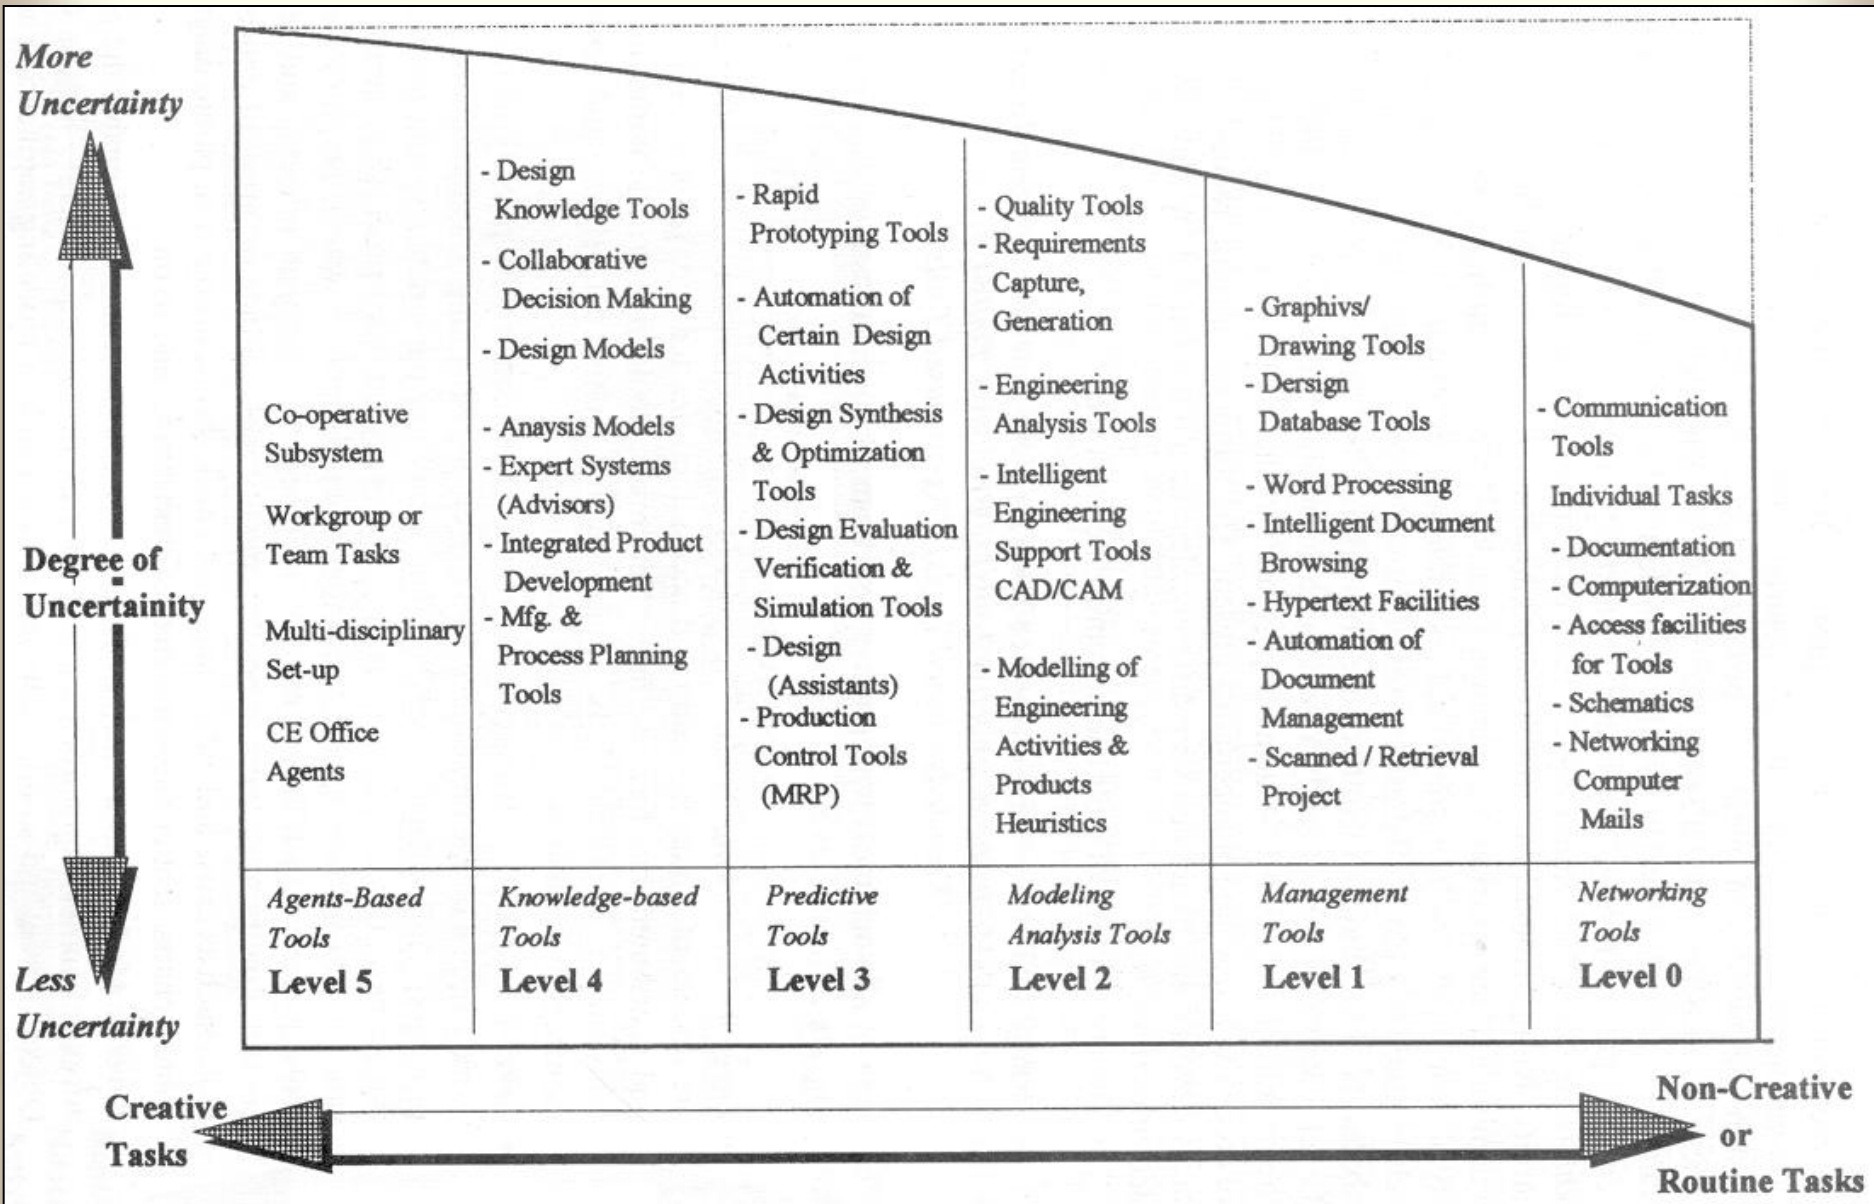 More
Uncertainty
Degree of
Uncertainity
Less
Uncertainty
Co-operative
Subsystem
Workgroup or
Team Tasks
Multi-disciplinary
Set-up
CE Office
Agents
Agents-Based
Tools
Level 5
- Design
Knowledge Tools
- Collaborative
Decision Making
- Design Models
- Anaysis Models
- Expert Systems
(Advisors)
- Integrated Product
Development
- Mfg. &
Process Planning
Tools
Knowledge-based
Tools
Level 4
- Rapid
Prototyping Tools
- Automation of
Certain Design
Activities
- Design Synthesis
& Optimization
Tools
- Design Evaluation
Verification &
Simulation Tools
- Design
(Assistants)
- Production
Control Tools
(MRP)
Predictive
Tools
Level 3
- Quality Tools
- Requirements
Capture,
Generation
- Engineering
Analysis Tools
- Intelligent
Engineering
Support Tools
CAD/CAM
- Modelling of
Engineering
Activities &
Products
Heuristics
Modeling
Analysis Tools
Level 2
- Graphivs/
Drawing Tools
- Dersign
Database Tools
- Word Processing
- Intelligent Document
Browsing
- Hypertext Facilities
- Automation of
Document
Management
- Scanned / Retrieval
Project
Management
Tools
Level 1
- Communication
Tools
Individual Tasks
- Documentation
- Computerization
- Access facilities
for Tools
- Schematics
- Networking
Computer
Mails
Networking
Tools
Level 0
Creative
Tasks
Non-Creative
or
Routine Tasks